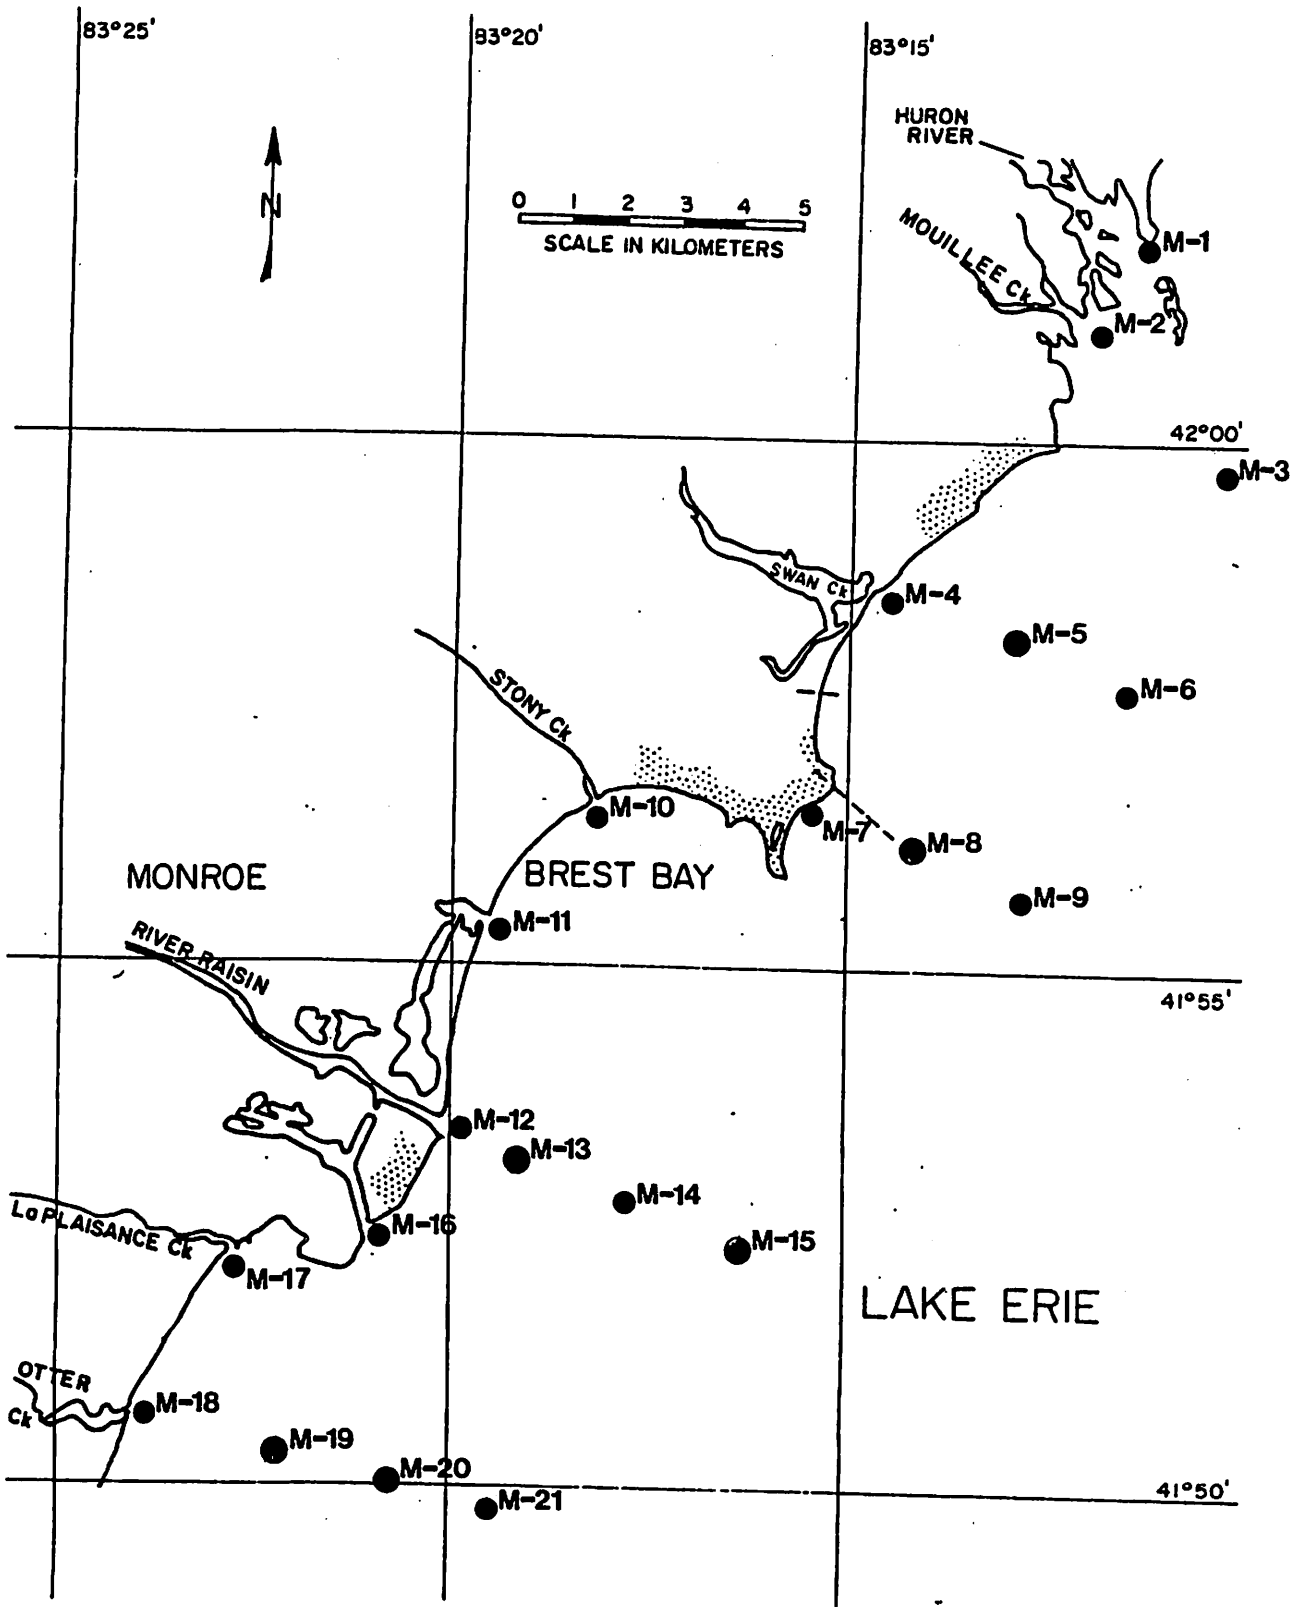 83°25'
83°20'
83°15'
HURON
RIVER
N
0 1 2 3 4 5
SCALE IN KILOMETERS
MOUILLEE Ck
M-1
M-2
42°00'
M-3
SWAN Ck
M-4
M-5
M-6
STONY Ck
M-10
M-7
M-8
MONROE
BREST BAY
M-9
M-11
RIVER RAISIN
41°55'
M-12
M-13
M-14
M-15
M-16
LaPLAISANCE Ck
M-17
LAKE ERIE
OTTER
Ck
M-18
M-19
M-20
M-21
41°50'